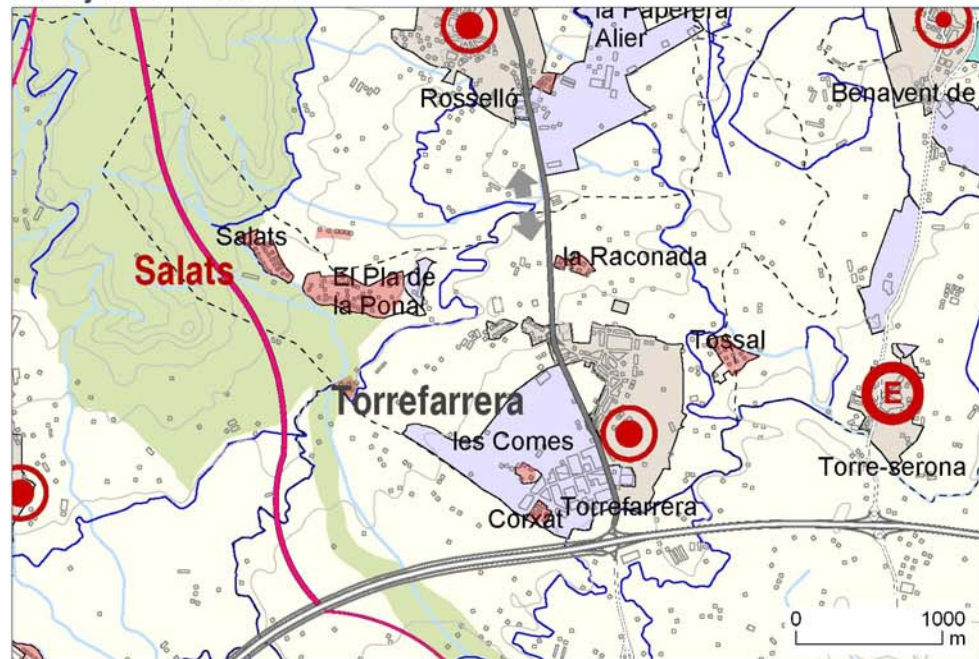 la Paperera
Alier
Rosselló
Benavent de
Salats
Salats
El Pla de
la Ponal
la Raconada
Tossal
Torrefarrera
les Comes
E
Torre-serona
Corxat
Torrefarrera
0 1000
m